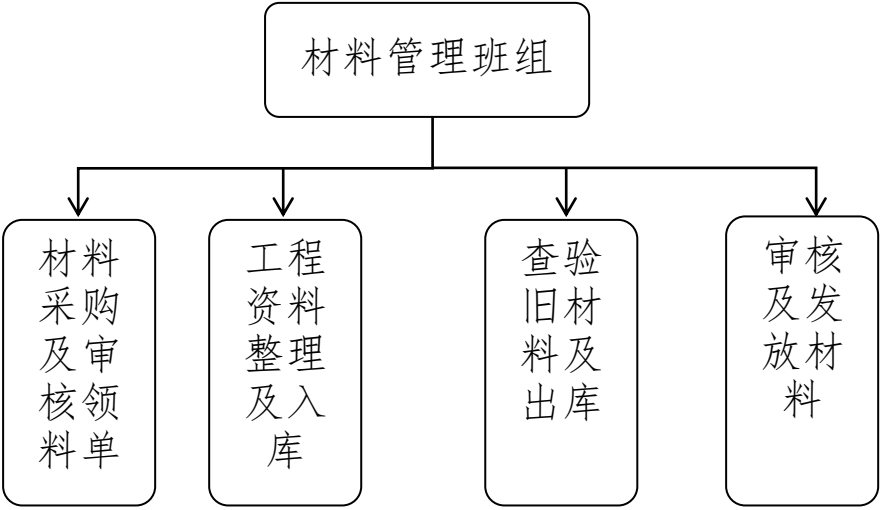 材料管理班组
材料
采购
及审
核领
料单
工程
资料
整理
及入
库
查验
旧材
料及
出库
审核
及发
放材
料